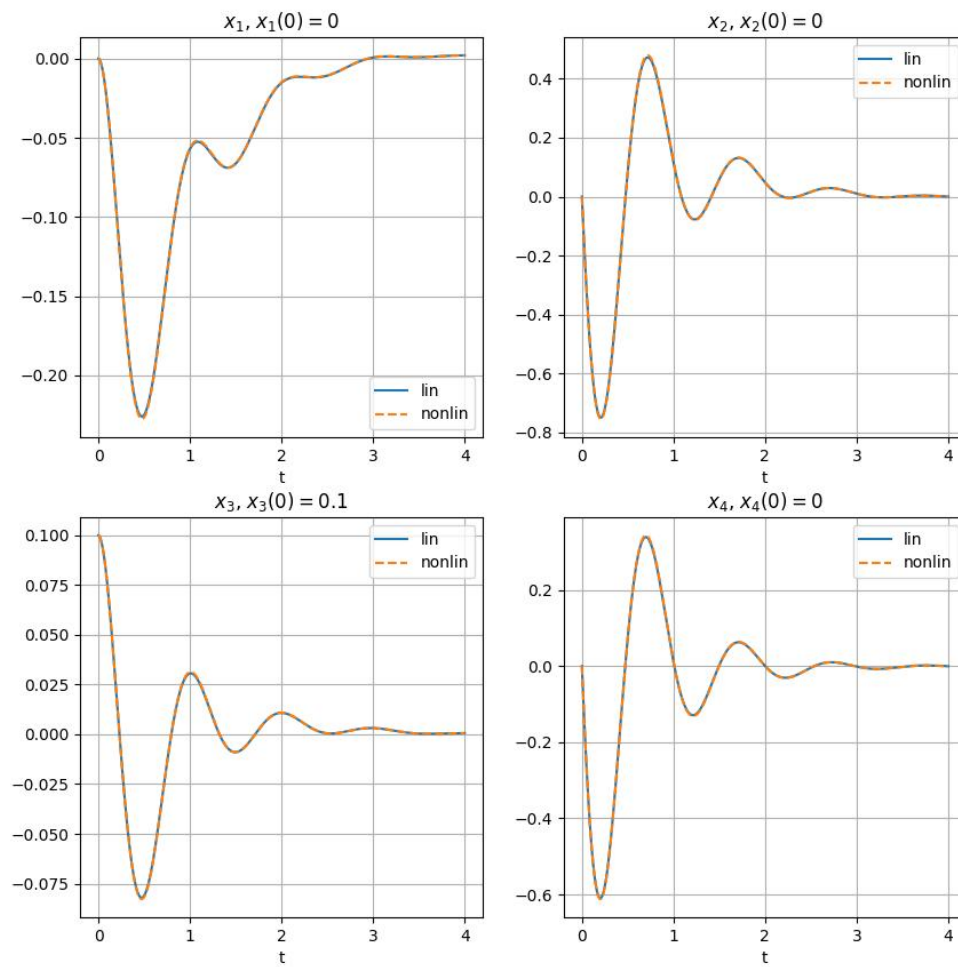 x₁, x₁(0) = 0
0.00
−0.05
−0.10
−0.15
−0.20
lin
nonlin
0 1 2 3 4
t
x₂, x₂(0) = 0
0.4
0.2
0.0
−0.2
−0.4
−0.6
−0.8
lin
nonlin
0 1 2 3 4
t
x₃, x₃(0) = 0.1
0.100
0.075
0.050
0.025
0.000
−0.025
−0.050
−0.075
lin
nonlin
0 1 2 3 4
t
x₄, x₄(0) = 0
0.2
0.0
−0.2
−0.4
−0.6
lin
nonlin
0 1 2 3 4
t